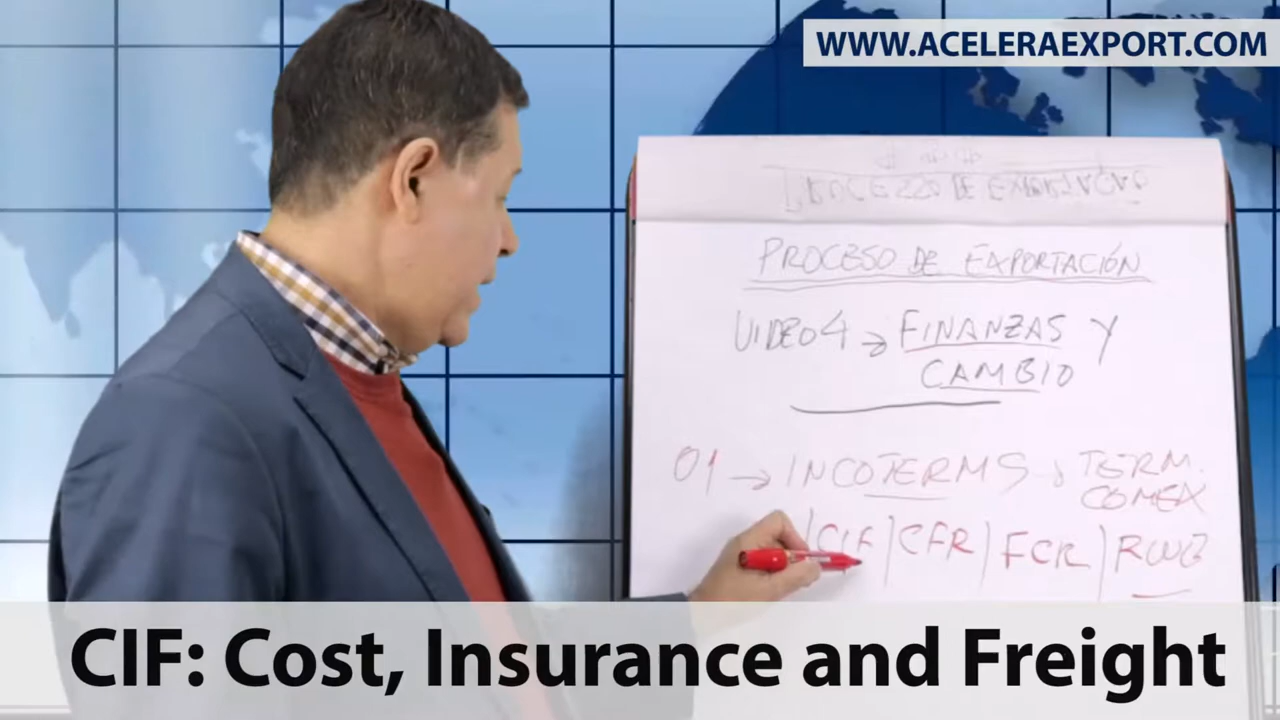 WWW.ACELERAEXPORT.COM
PROCESO DE EXPORTACIÓN
VIDEO 4 → FINANZAS Y
CAMBIO
01 → INCOTERMS → TERM.
COMEX
| CIF | CFR | FCR |
CIF: Cost, Insurance and Freight